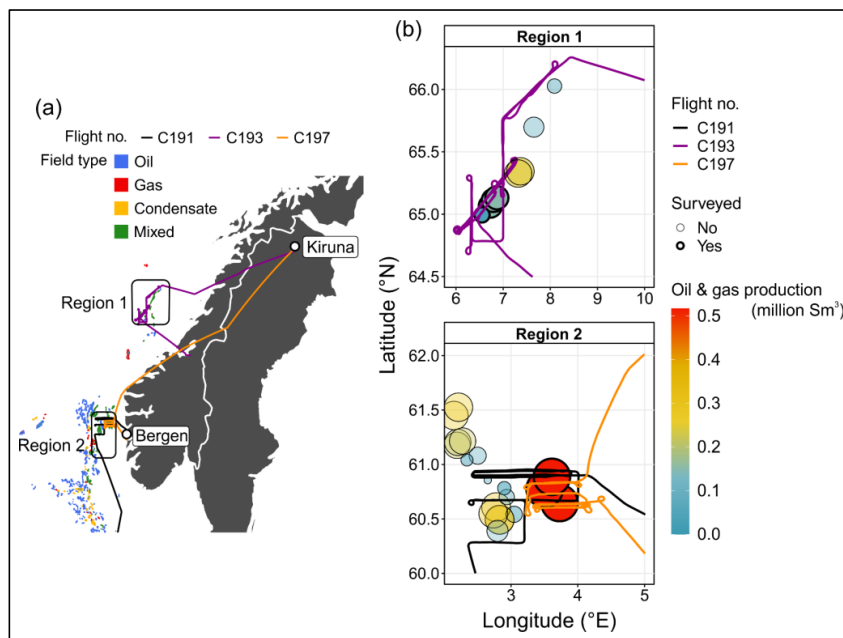 (a)
Flight no. C191 C193 C197
Field type Oil
Gas
Condensate
Mixed
Kiruna
Region 1
Region 2
Bergen
(b)
Region 1
66.0
65.5
65.0
64.5
6 7 8 9 10
Region 2
62.0
61.5
61.0
60.5
60.0
3 4 5
Latitude (°N)
Longitude (°E)
Flight no.
C191
C193
C197
Surveyed
No
Yes
Oil & gas production
(million Sm³)
0.5
0.4
0.3
0.2
0.1
0.0